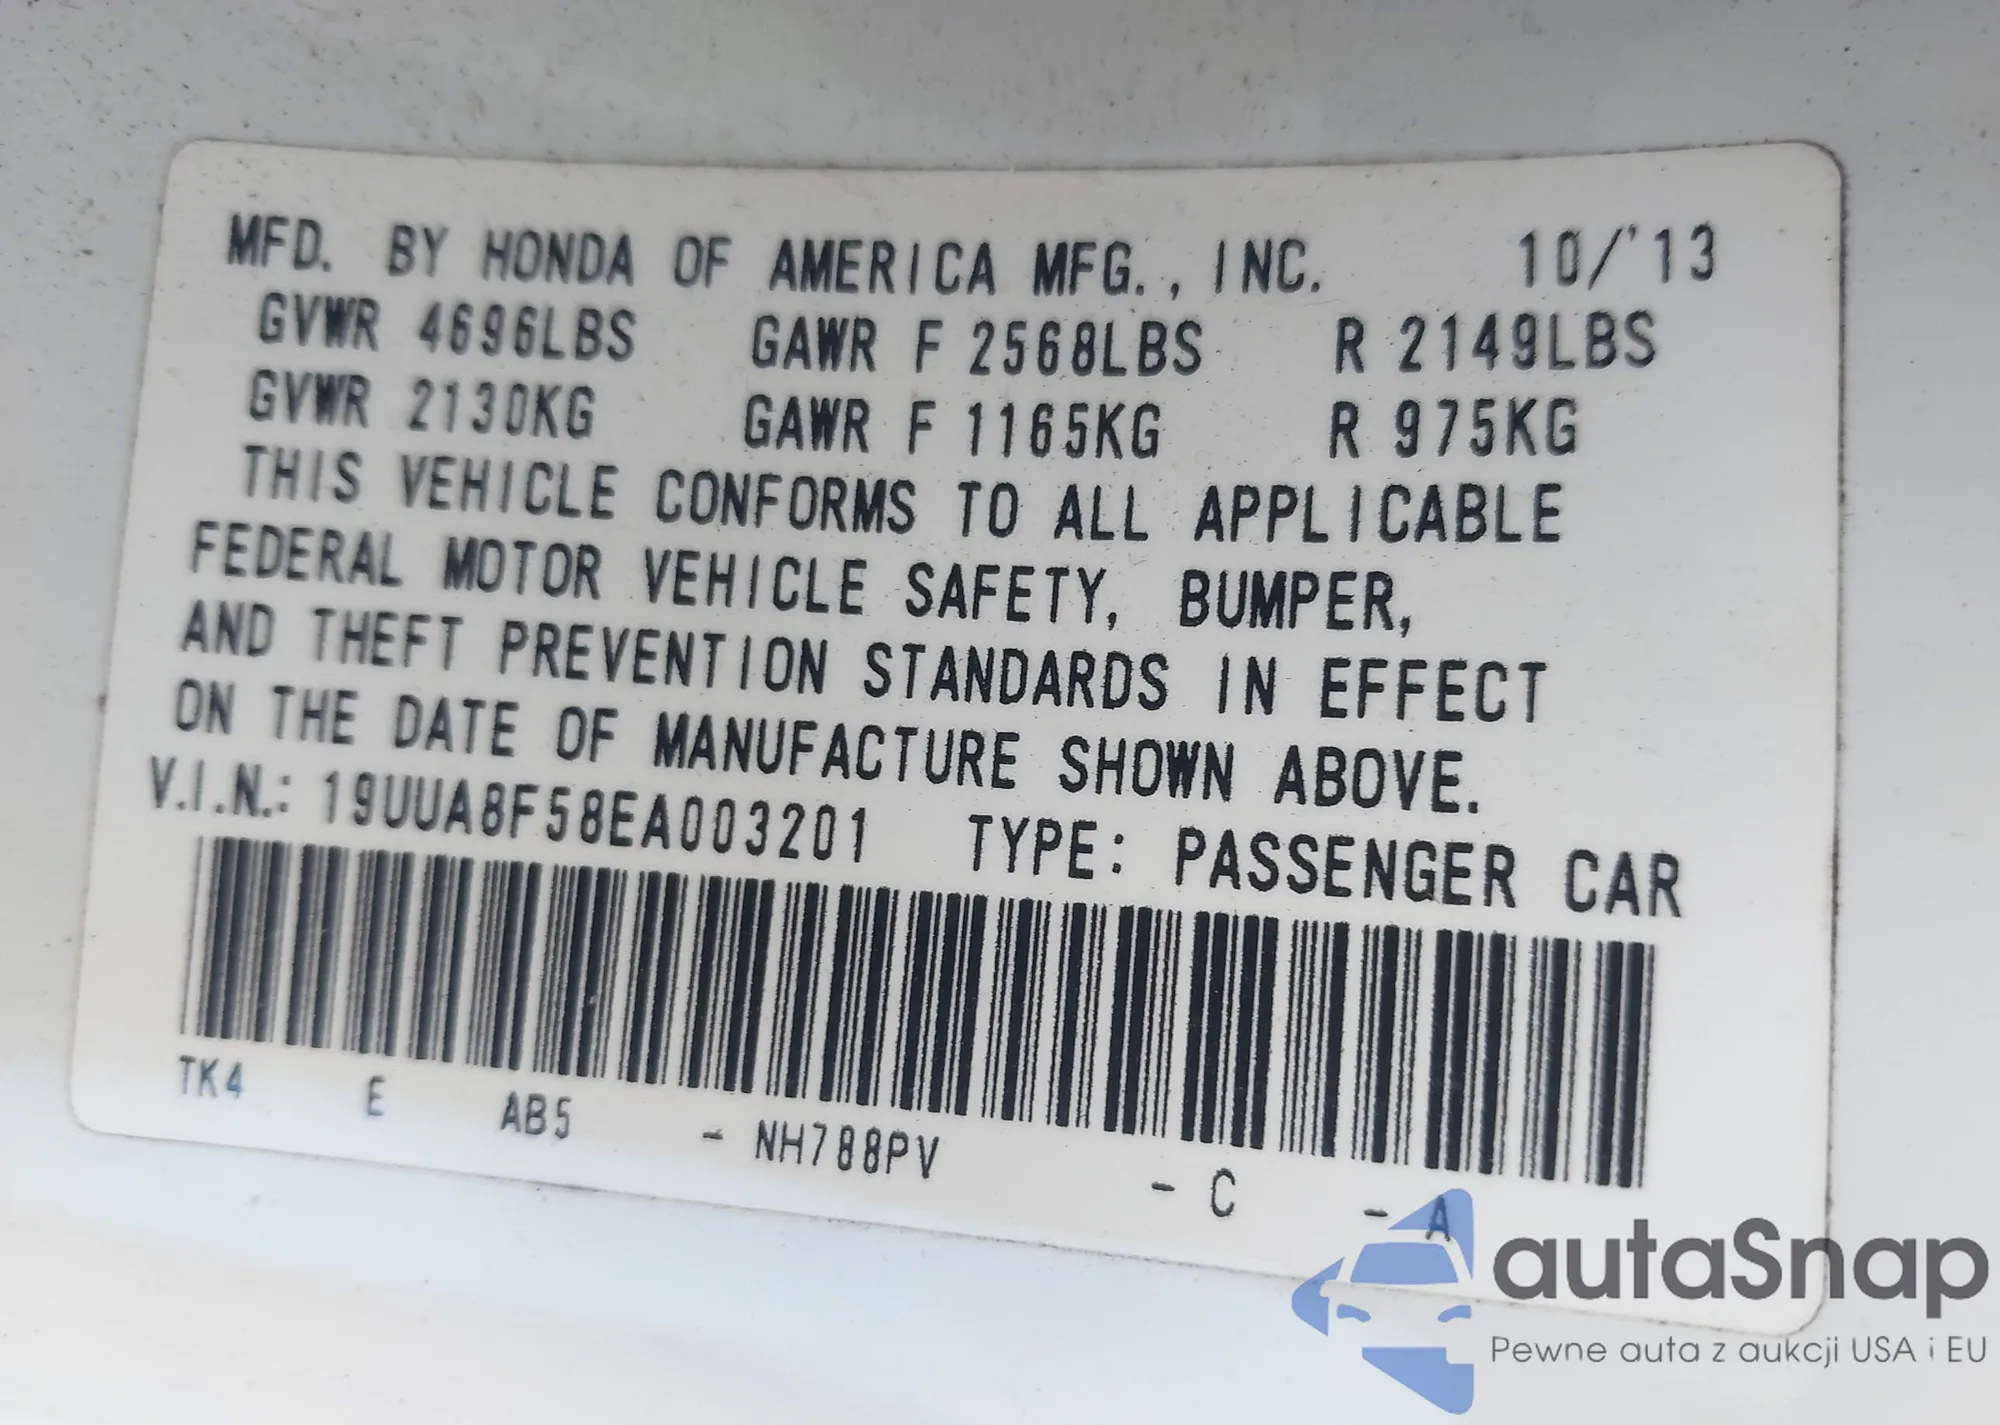 MFD. BY HONDA OF AMERICA MFG., INC. 10/'13
GVWR 4696LBS GAWR F 2568LBS R 2149LBS
GVWR 2130KG GAWR F 1165KG R 975KG
THIS VEHICLE CONFORMS TO ALL APPLICABLE
FEDERAL MOTOR VEHICLE SAFETY, BUMPER,
AND THEFT PREVENTION STANDARDS IN EFFECT
ON THE DATE OF MANUFACTURE SHOWN ABOVE.
V.I.N.: 19UUA8F58EA003201 TYPE: PASSENGER CAR
TK4 E AB5 - NH788PV - C - A
autaSnap
Pewne auta z aukcji USA i EU